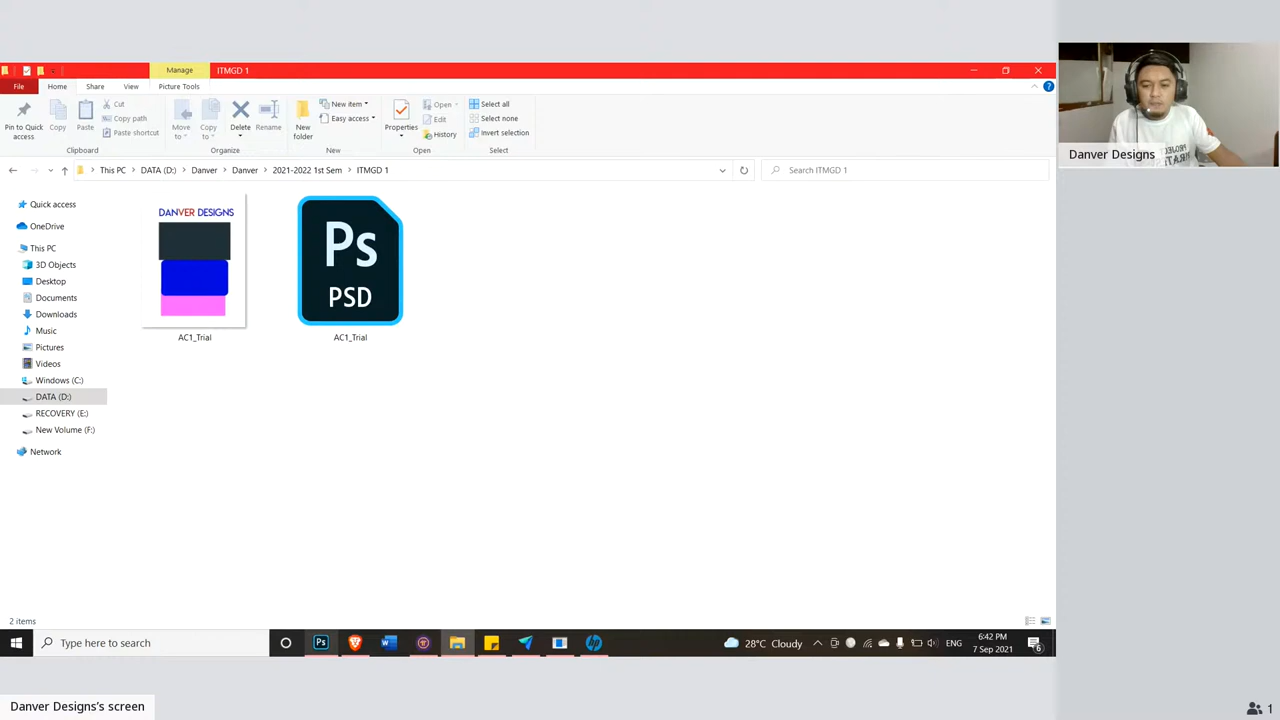 Manage
ITMGD 1
File
Home
Share
View
Picture Tools
Pin to Quick access
Copy
Paste
Cut
Copy path
Paste shortcut
Clipboard
Move to
Copy to
Delete
Rename
Organize
New folder
New item
Easy access
New
Properties
Open
Edit
History
Open
Select all
Select none
Invert selection
Select
This PC
DATA (D:)
Danver
Danver
2021-2022 1st Sem
ITMGD 1
Search ITMGD 1
Quick access
OneDrive
This PC
3D Objects
Desktop
Documents
Downloads
Music
Pictures
Videos
Windows (C:)
DATA (D:)
RECOVERY (E:)
New Volume (F:)
Network
DANVER DESIGNS
AC1_Trial
Ps
PSD
AC1_Trial
2 items
Type here to search
Ps
28°C Cloudy
ENG
6:42 PM
7 Sep 2021
6
Danver Designs
Danver Designs's screen
1